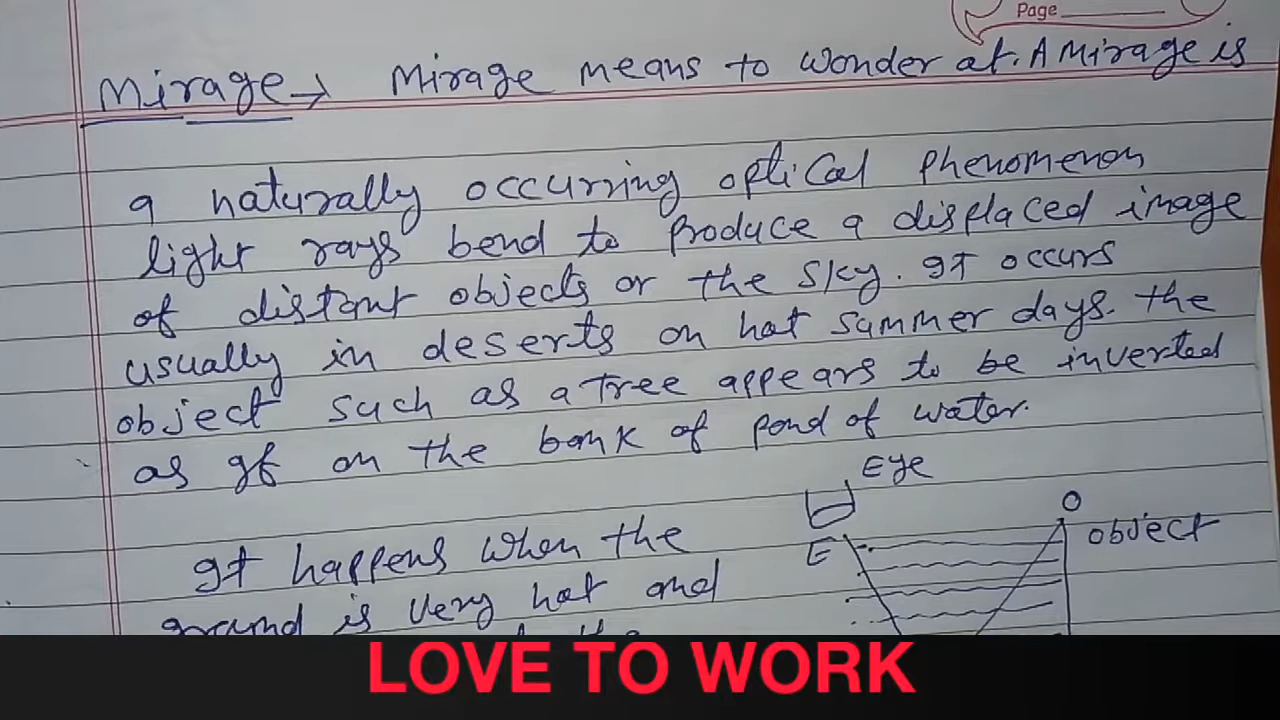 Page
Mirage → Mirage means to wonder at. A Mirage is
a naturally occurring optical phenomenon
light rays bend to produce a displaced image
of distant objects or the sky. It occurs
usually in deserts on hot summer days. The
object such as a Tree appears to be inverted
as if on the bank of pond of water.
Eye
O
object
E
It happens when the
ground is very hot and
the
LOVE TO WORK